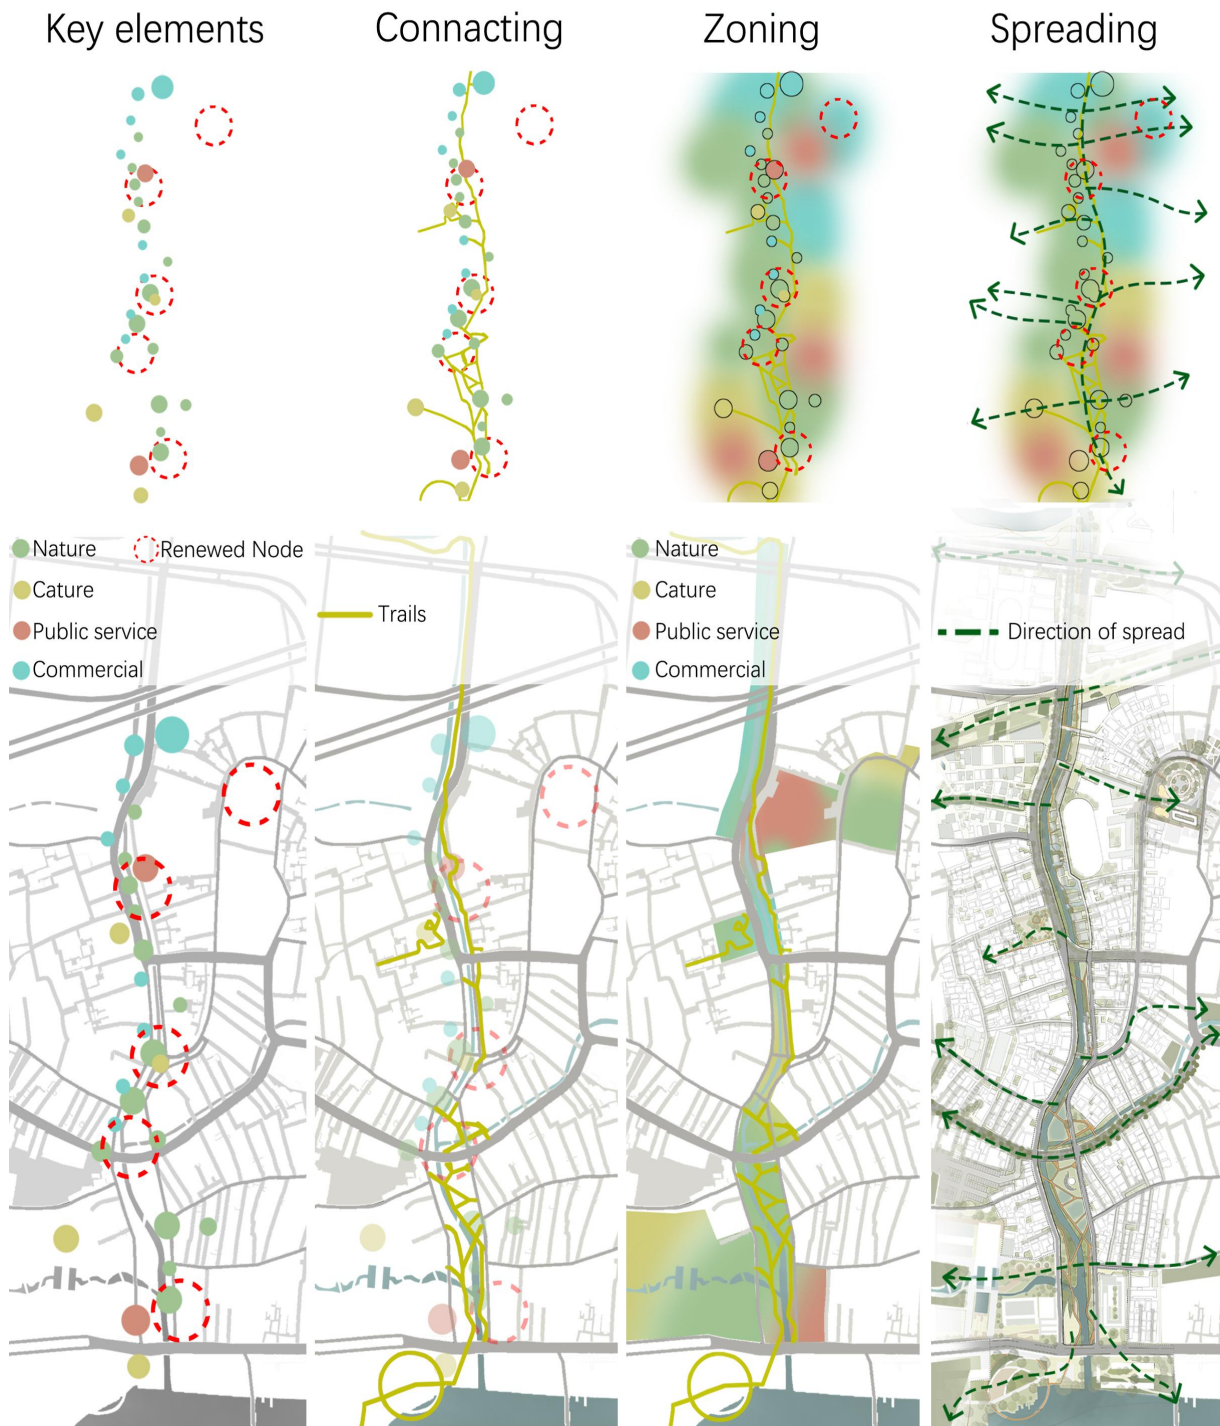 Key elements
Connacting
Zoning
Spreading
Nature
Renewed Node
Cature
Public service
Commercial
Trails
Nature
Cature
Public service
Commercial
Direction of spread